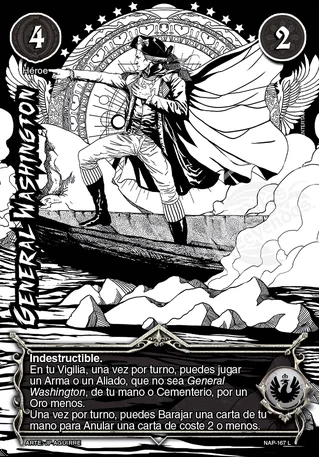 4
2
Héroe
GENERAL WASHINGTON
Indestructible.
En tu Vigilia, una vez por turno, puedes jugar
un Arma o un Aliado, que no sea General
Washington, de tu mano o Cementerio, por un
Oro menos.
Una vez por turno, puedes Barajar una carta de tu
mano para Anular una carta de coste 2 o menos.
ARTE: JP AGUIRRE
NAP-167 L